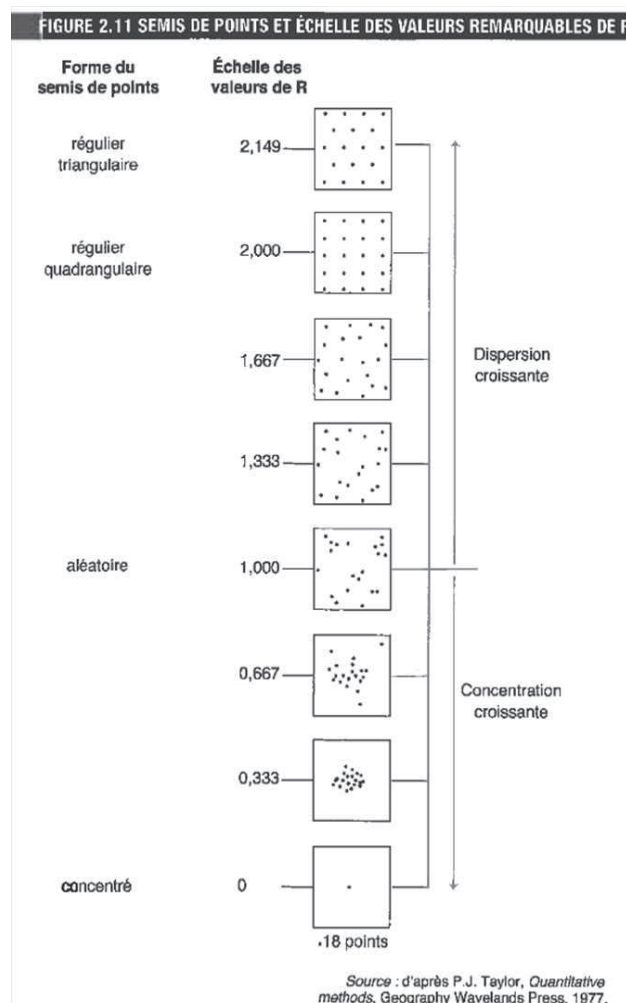 FIGURE 2.11 SEMIS DE POINTS ET ÉCHELLE DES VALEURS REMARQUABLES DE R
Forme du
semis de points
Échelle des
valeurs de R
régulier
triangulaire
2,149
régulier
quadrangulaire
2,000
1,667
Dispersion
croissante
1,333
aléatoire
1,000
0,667
Concentration
croissante
0,333
concentré
0
.18 points
Source : d'après P.J. Taylor, Quantitative
methods, Geography Wavelands Press, 1977.